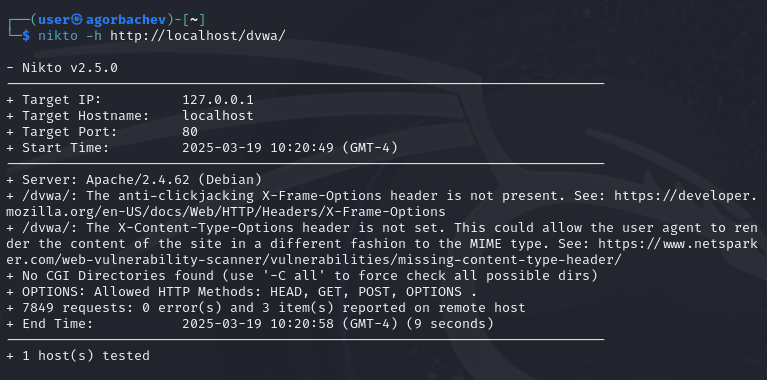 ┌──(user㉿agorbachev)-[~]
└─$ nikto -h http://localhost/dvwa/
- Nikto v2.5.0
---------------------------------------------------------------------------
+ Target IP:          127.0.0.1
+ Target Hostname:    localhost
+ Target Port:        80
+ Start Time:         2025-03-19 10:20:49 (GMT-4)
---------------------------------------------------------------------------
+ Server: Apache/2.4.62 (Debian)
+ /dvwa/: The anti-clickjacking X-Frame-Options header is not present. See: https://developer.
mozilla.org/en-US/docs/Web/HTTP/Headers/X-Frame-Options
+ /dvwa/: The X-Content-Type-Options header is not set. This could allow the user agent to ren
der the content of the site in a different fashion to the MIME type. See: https://www.netspark
er.com/web-vulnerability-scanner/vulnerabilities/missing-content-type-header/
+ No CGI Directories found (use '-C all' to force check all possible dirs)
+ OPTIONS: Allowed HTTP Methods: HEAD, GET, POST, OPTIONS .
+ 7849 requests: 0 error(s) and 3 item(s) reported on remote host
+ End Time:           2025-03-19 10:20:58 (GMT-4) (9 seconds)
---------------------------------------------------------------------------
+ 1 host(s) tested